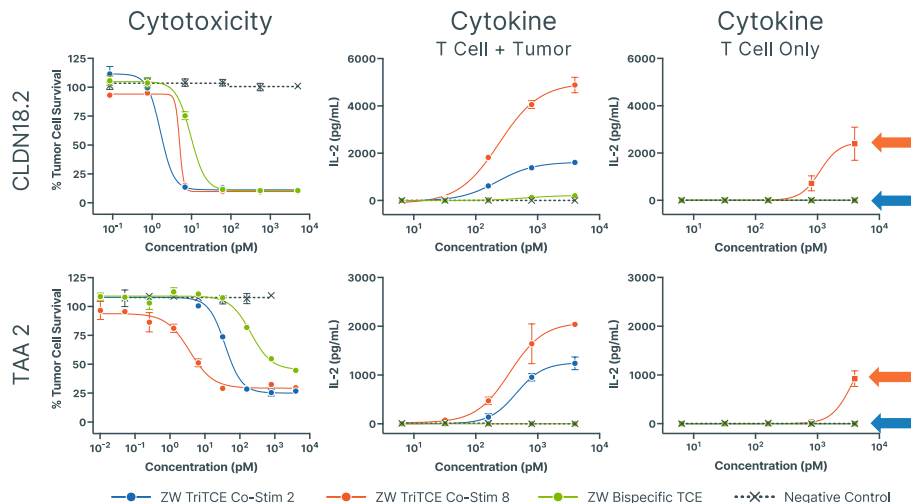 Cytotoxicity
Cytokine
T Cell + Tumor
Cytokine
T Cell Only
CLDN18.2
% Tumor Cell Survival
125
100
75
50
25
0
10⁻¹ 10⁰ 10¹ 10² 10³ 10⁴
Concentration (pM)
IL-2 (pg/mL)
6000
4000
2000
0
10¹ 10² 10³ 10⁴
Concentration (pM)
IL-2 (pg/mL)
6000
4000
2000
0
10¹ 10² 10³ 10⁴
Concentration (pM)
TAA 2
% Tumor Cell Survival
125
100
75
50
25
0
10⁻² 10⁻¹ 10⁰ 10¹ 10² 10³ 10⁴
Concentration (pM)
IL-2 (pg/mL)
3000
2000
1000
0
10¹ 10² 10³ 10⁴
Concentration (pM)
IL-2 (pg/mL)
3000
2000
1000
0
10¹ 10² 10³ 10⁴
Concentration (pM)
ZW TriTCE Co-Stim 2 ZW TriTCE Co-Stim 8 ZW Bispecific TCE Negative Control